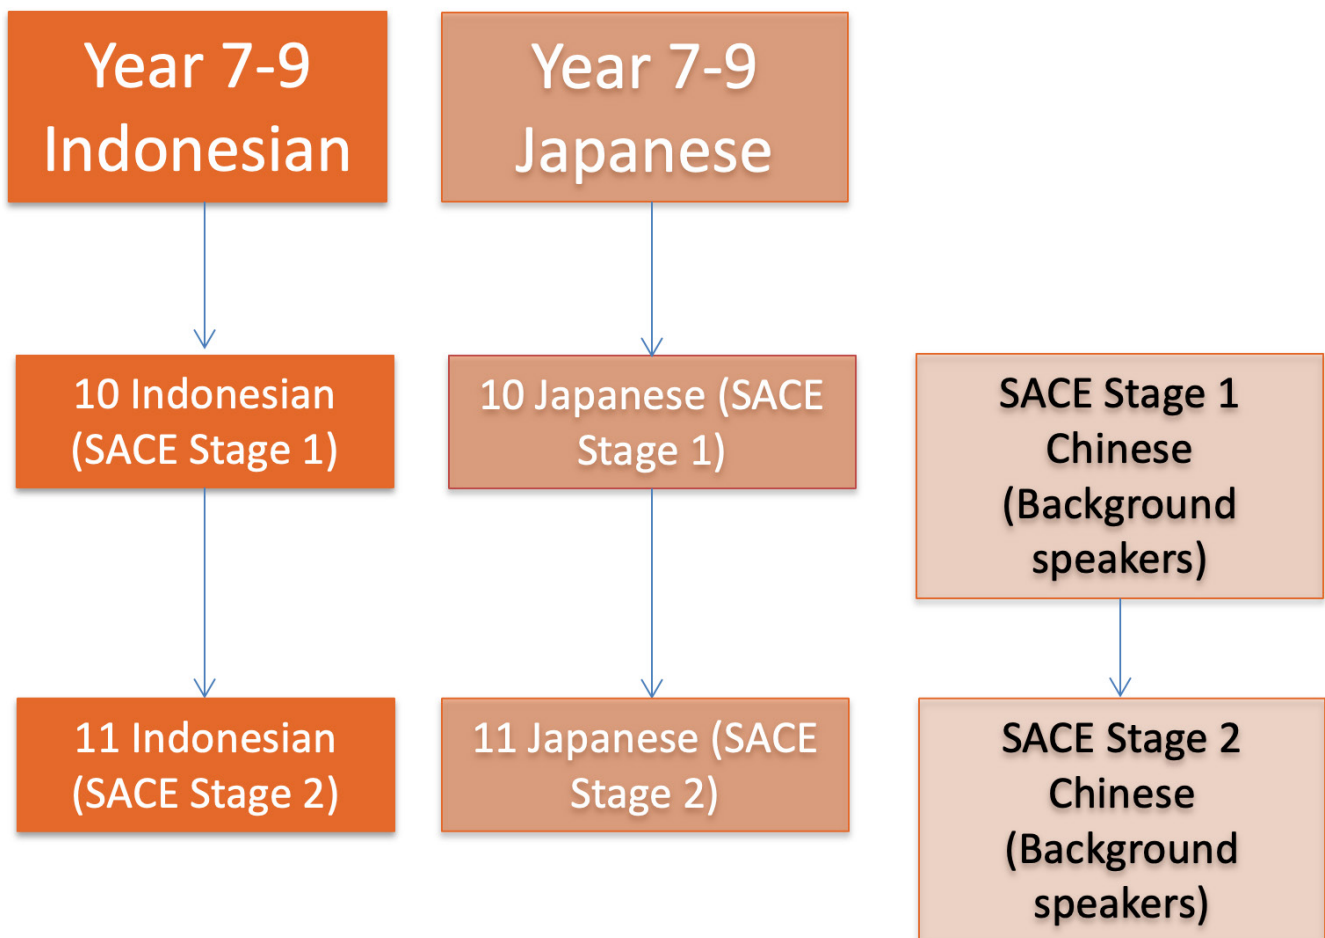 Year 7-9
Indonesian
Year 7-9
Japanese
10 Indonesian
(SACE Stage 1)
10 Japanese (SACE
Stage 1)
SACE Stage 1
Chinese
(Background
speakers)
11 Indonesian
(SACE Stage 2)
11 Japanese (SACE
Stage 2)
SACE Stage 2
Chinese
(Background
speakers)